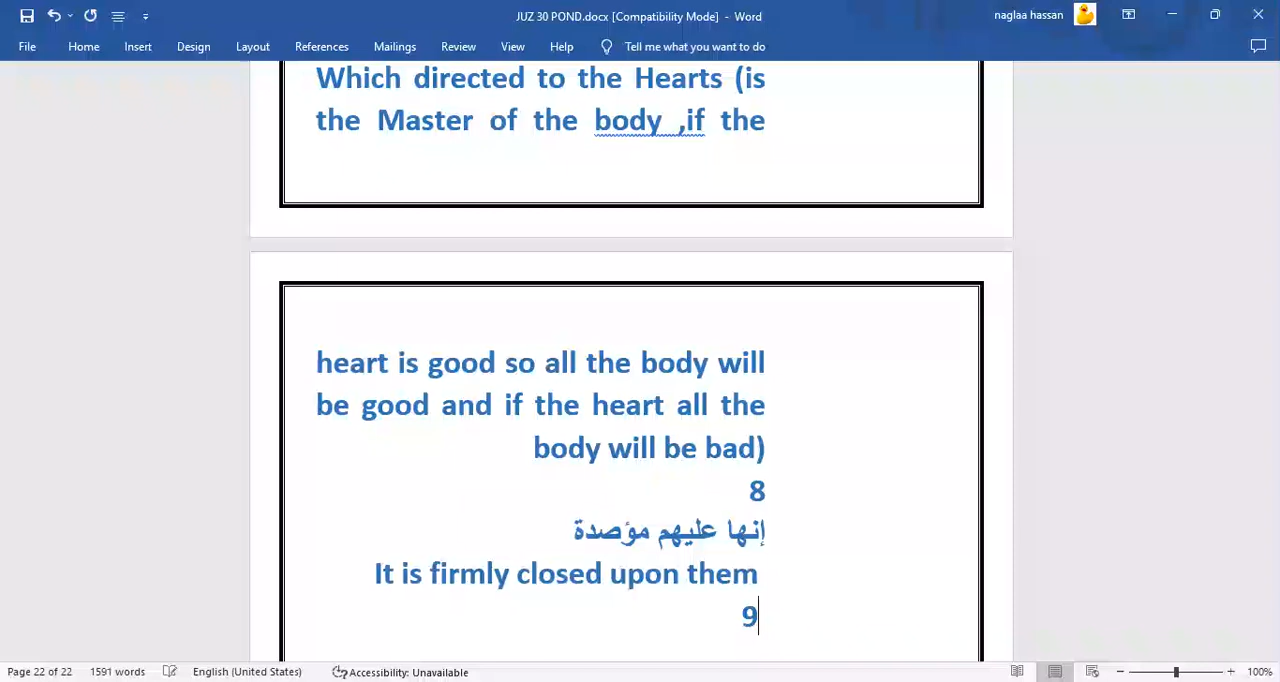 JUZ 30 POND.docx [Compatibility Mode] - Word
naglaa hassan
File Home Insert Design Layout References Mailings Review View Help Tell me what you want to do
Which directed to the Hearts (is
the Master of the body ,if the
heart is good so all the body will
be good and if the heart all the
body will be bad)
8
إنها عليهم مؤصدة
It is firmly closed upon them
9
Page 22 of 22 1591 words English (United States) Accessibility: Unavailable 100%